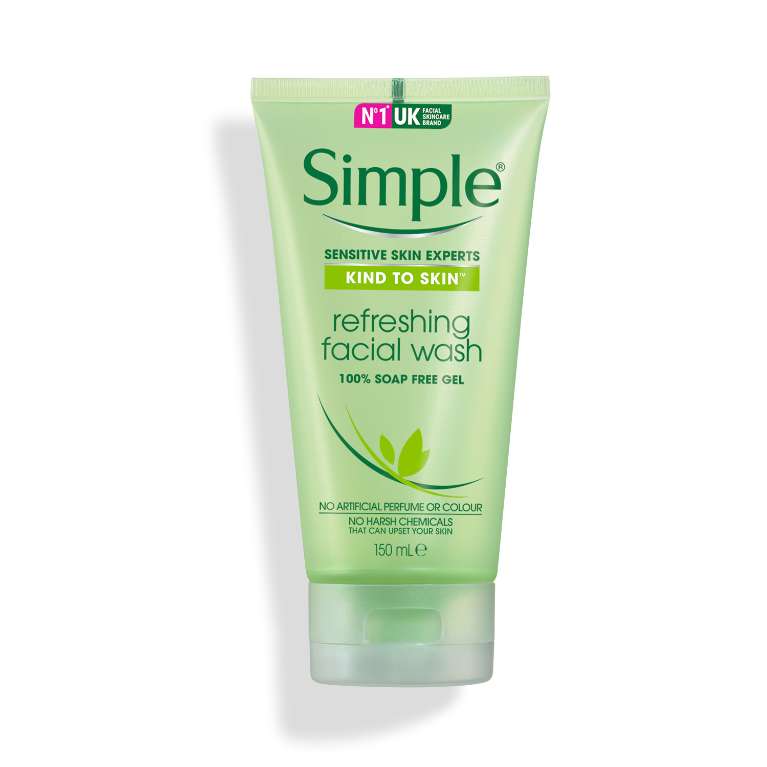 Nº1* UK FACIAL
SKINCARE
BRAND
Simple®
SENSITIVE SKIN EXPERTS
KIND TO SKIN™
refreshing
facial wash
100% SOAP FREE GEL
NO ARTIFICIAL PERFUME OR COLOUR
NO HARSH CHEMICALS
THAT CAN UPSET YOUR SKIN
150 mL ℮